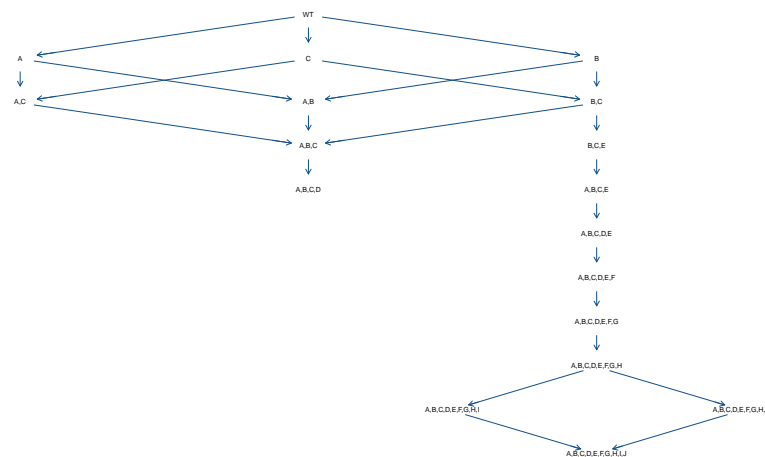 WT
A
C
B
A,C
A,B
B,C
A,B,C
B,C,E
A,B,C,D
A,B,C,E
A,B,C,D,E
A,B,C,D,E,F
A,B,C,D,E,F,G
A,B,C,D,E,F,G,H
A,B,C,D,E,F,G,H,I
A,B,C,D,E,F,G,H,
A,B,C,D,E,F,G,H,I,J